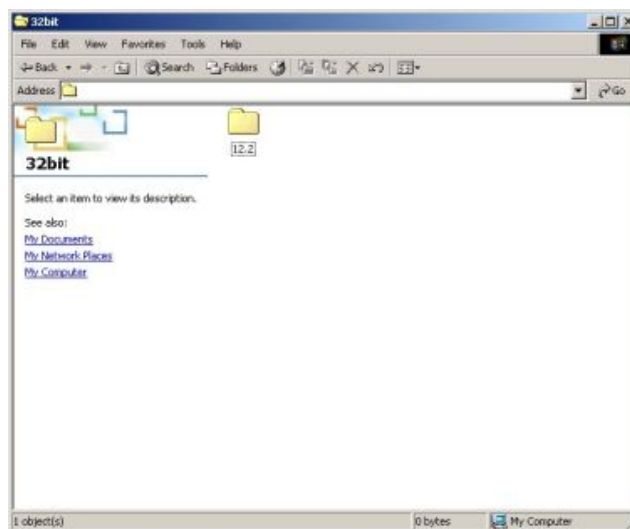 32bit
File Edit View Favorites Tools Help
Back Search Folders
Address Go
12.2
32bit
Select an item to view its description.
See also:
My Documents
My Network Places
My Computer
1 object(s) 0 bytes My Computer